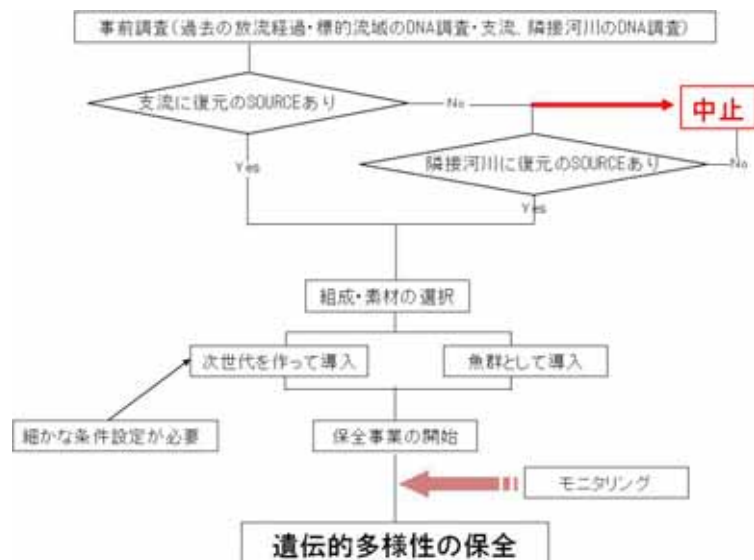 事前調査(過去の放流経過・標的流域のDNA調査・支流、隣接河川のDNA調査)
支流に復元のSOURCEあり
No
中止
隣接河川に復元のSOURCEあり
No
Yes
Yes
組成・素材の選択
次世代を作って導入
魚群として導入
細かな条件設定が必要
保全事業の開始
モニタリング
遺伝的多様性の保全